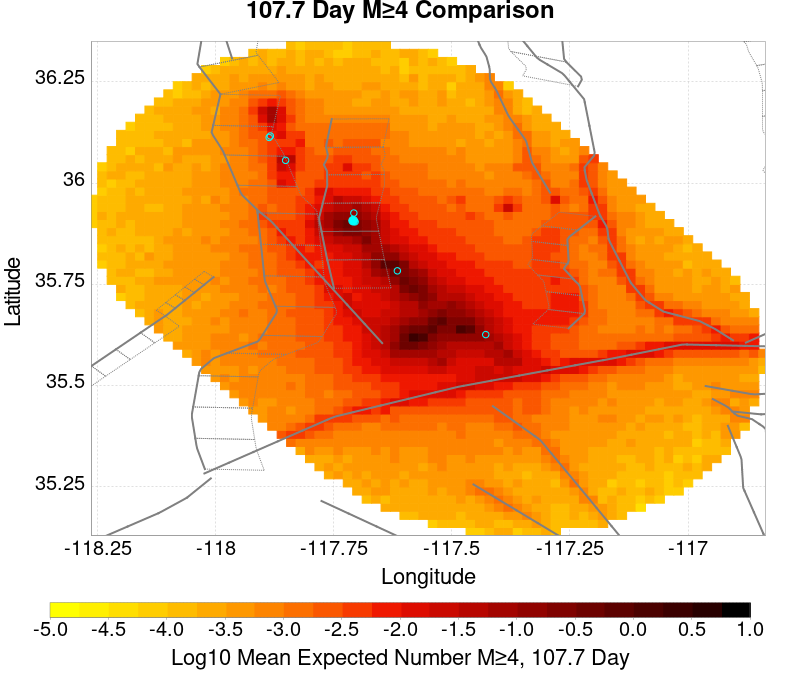 107.7 Day M≥4 Comparison
36.25
36
35.75
35.5
35.25
Latitude
-118.25 -118 -117.75 -117.5 -117.25 -117
Longitude
-5.0 -4.5 -4.0 -3.5 -3.0 -2.5 -2.0 -1.5 -1.0 -0.5 0.0 0.5 1.0
Log10 Mean Expected Number M≥4, 107.7 Day